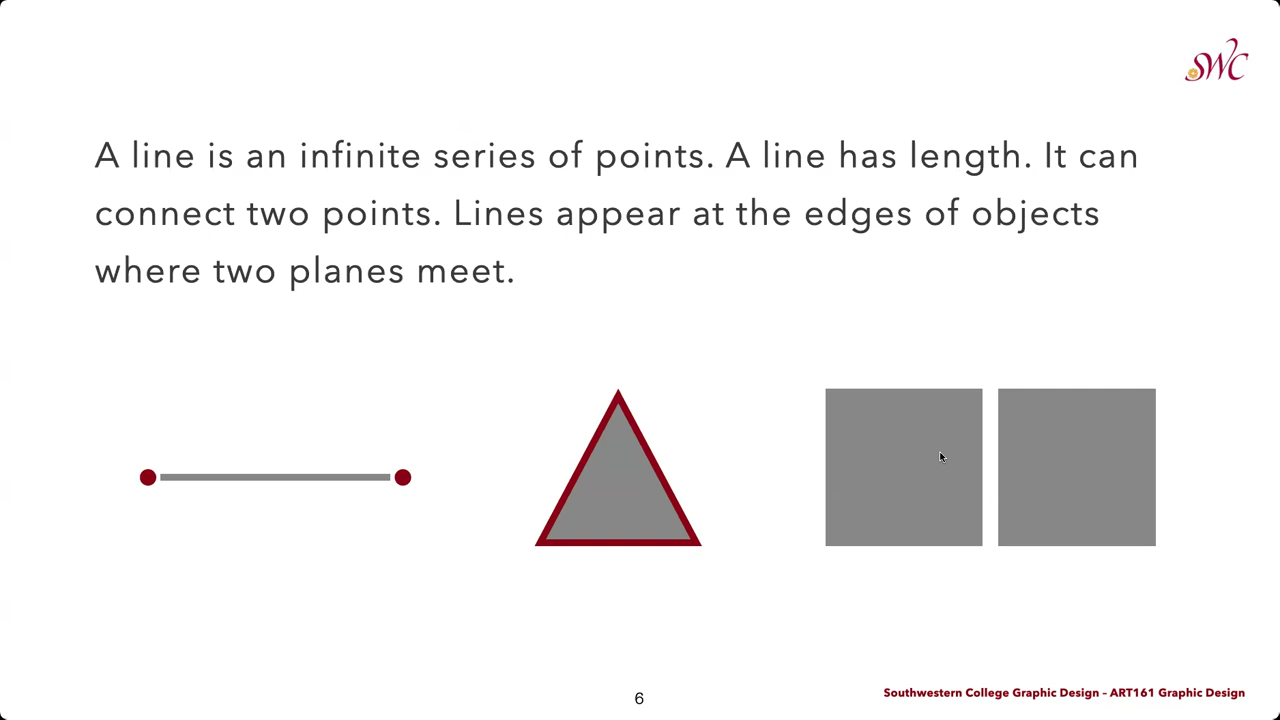 SWC
A line is an infinite series of points. A line has length. It can
connect two points. Lines appear at the edges of objects
where two planes meet.
6
Southwestern College Graphic Design – ART161 Graphic Design